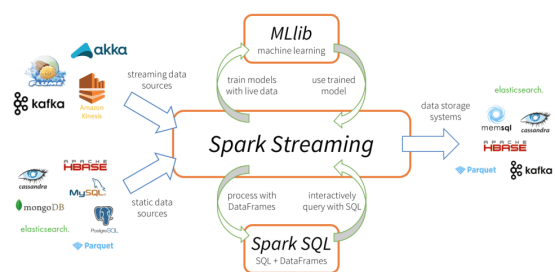 MLlib
machine learning
akka
FLUME
kafka
Amazon
Kinesis
streaming data
sources
train models
with live data
use trained
model
Spark Streaming
data storage
systems
elasticsearch.
memsql
APACHE
HBASE
Parquet
kafka
cassandra
APACHE
HBASE
MySQL
mongoDB
PostgreSQL
elasticsearch.
Parquet
static data
sources
process with
DataFrames
interactively
query with SQL
Spark SQL
SQL + DataFrames
cassandra